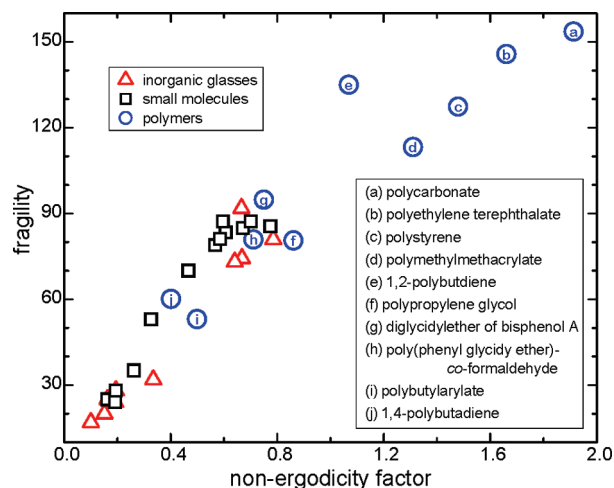 150
120
90
60
30
fragility
inorganic glasses
small molecules
polymers
a
b
e
c
d
g
h
f
j
i
(a) polycarbonate
(b) polyethylene terephthalate
(c) polystyrene
(d) polymethylmethacrylate
(e) 1,2-polybutdiene
(f) polypropylene glycol
(g) diglycidylether of bisphenol A
(h) poly(phenyl glycidy ether)-
co-formaldehyde
(i) polybutylarylate
(j) 1,4-polybutadiene
0.0 0.4 0.8 1.2 1.6 2.0
non-ergodicity factor